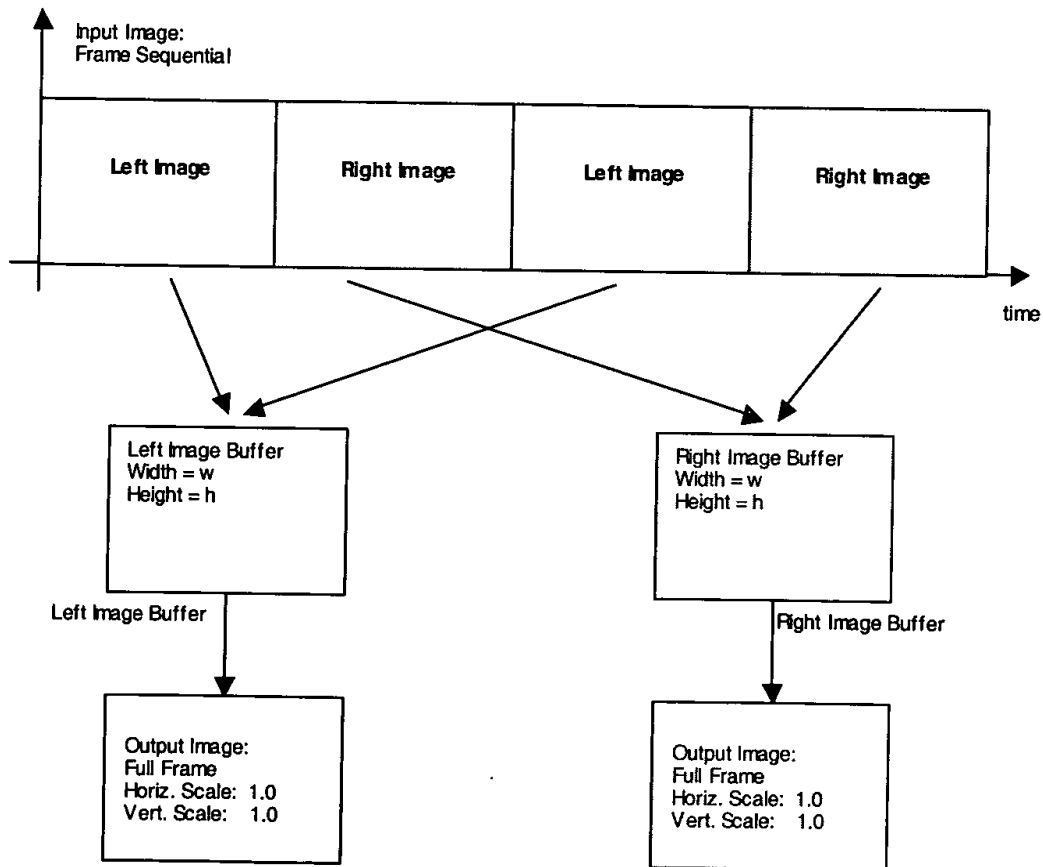 Input Image:
Frame Sequential
Left Image
Right Image
Left Image
Right Image
time
Left Image Buffer
Width = w
Height = h
Right Image Buffer
Width = w
Height = h
Left Image Buffer
Right Image Buffer
Output Image:
Full Frame
Horiz. Scale: 1.0
Vert. Scale: 1.0
Output Image:
Full Frame
Horiz. Scale: 1.0
Vert. Scale: 1.0